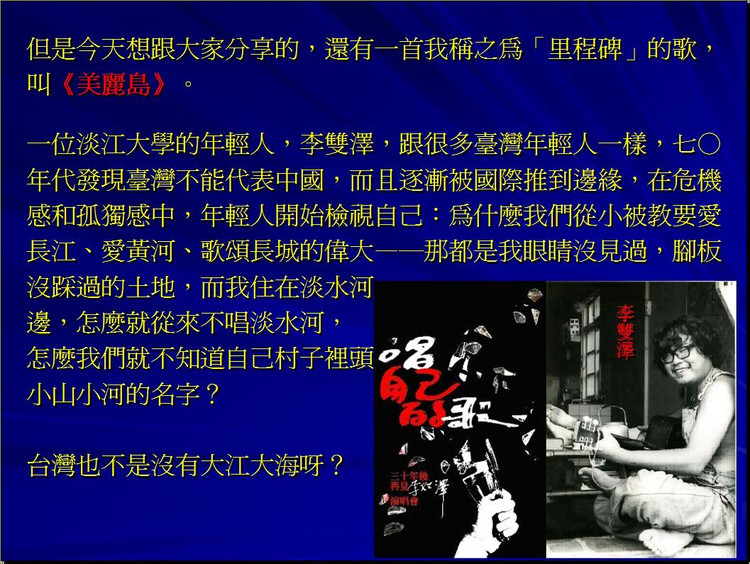 但是今天想跟大家分享的，還有一首我稱之為「里程碑」的歌，
叫《美麗島》。
一位淡江大學的年輕人，李雙澤，跟很多臺灣年輕人一樣，七○
年代發現臺灣不能代表中國，而且逐漸被國際推到邊緣，在危機
感和孤獨感中，年輕人開始檢視自己：為什麼我們從小被教要愛
長江、愛黃河、歌頌長城的偉大——那都是我眼睛沒見過，腳板
沒踩過的土地，而我住在淡水河
邊，怎麼就從來不唱淡水河，
怎麼我們就不知道自己村子裡頭
小山小河的名字？
台灣也不是沒有大江大海呀？
唱
自己
的歌
三十年後
再見李雙澤
演唱會
李雙澤